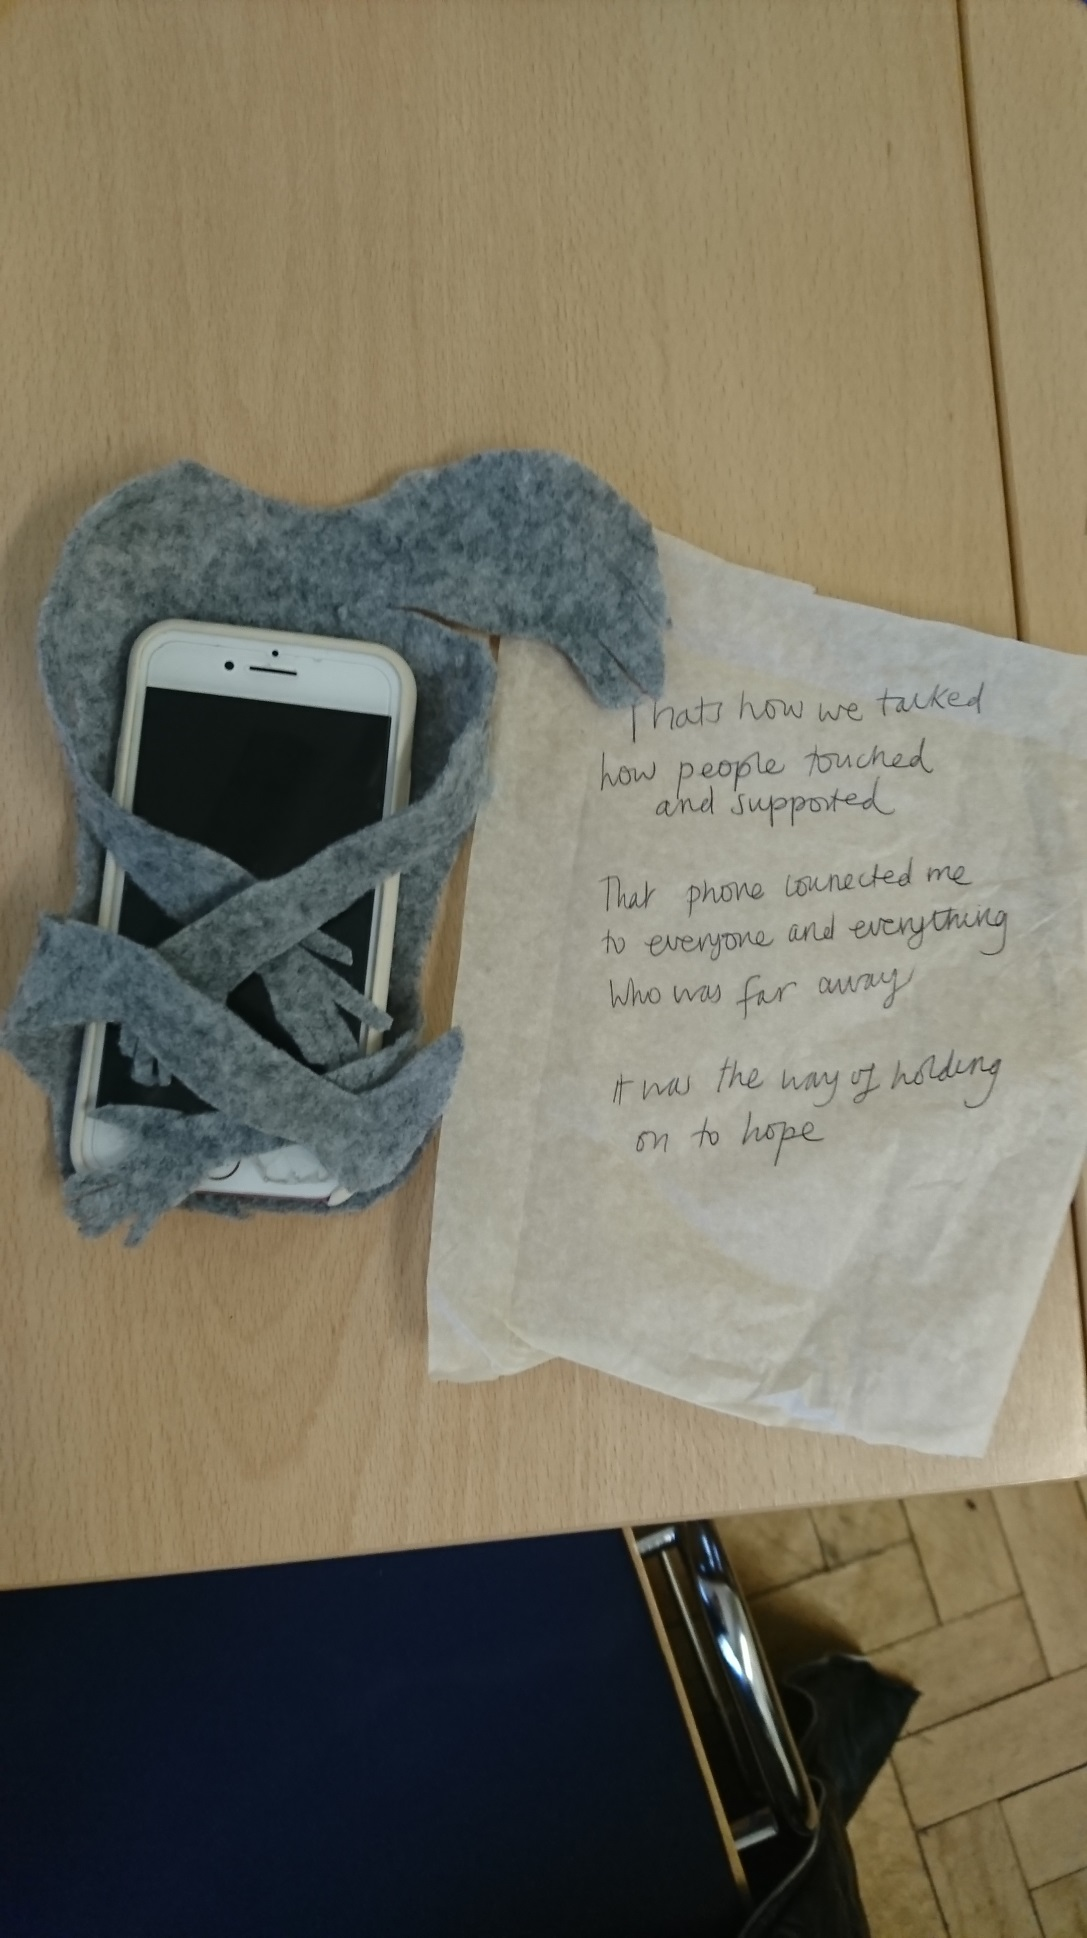 Thats how we talked
how people touched
and supported
That phone connected me
to everyone and everything
who was far away
it was the way of holding
on to hope